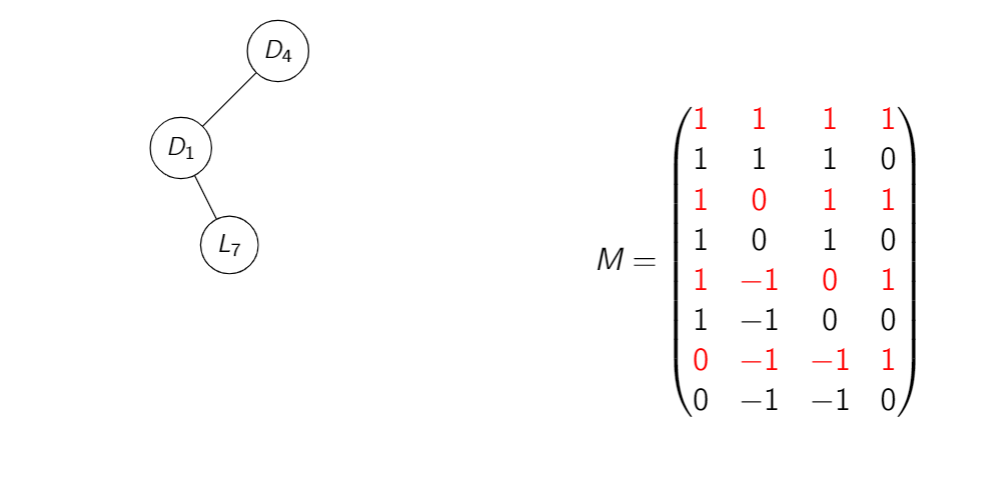 D₄
D₁
L₇
M =
1 1 1 1
1 1 1 0
1 0 1 1
1 0 1 0
1 −1 0 1
1 −1 0 0
0 −1 −1 1
0 −1 −1 0